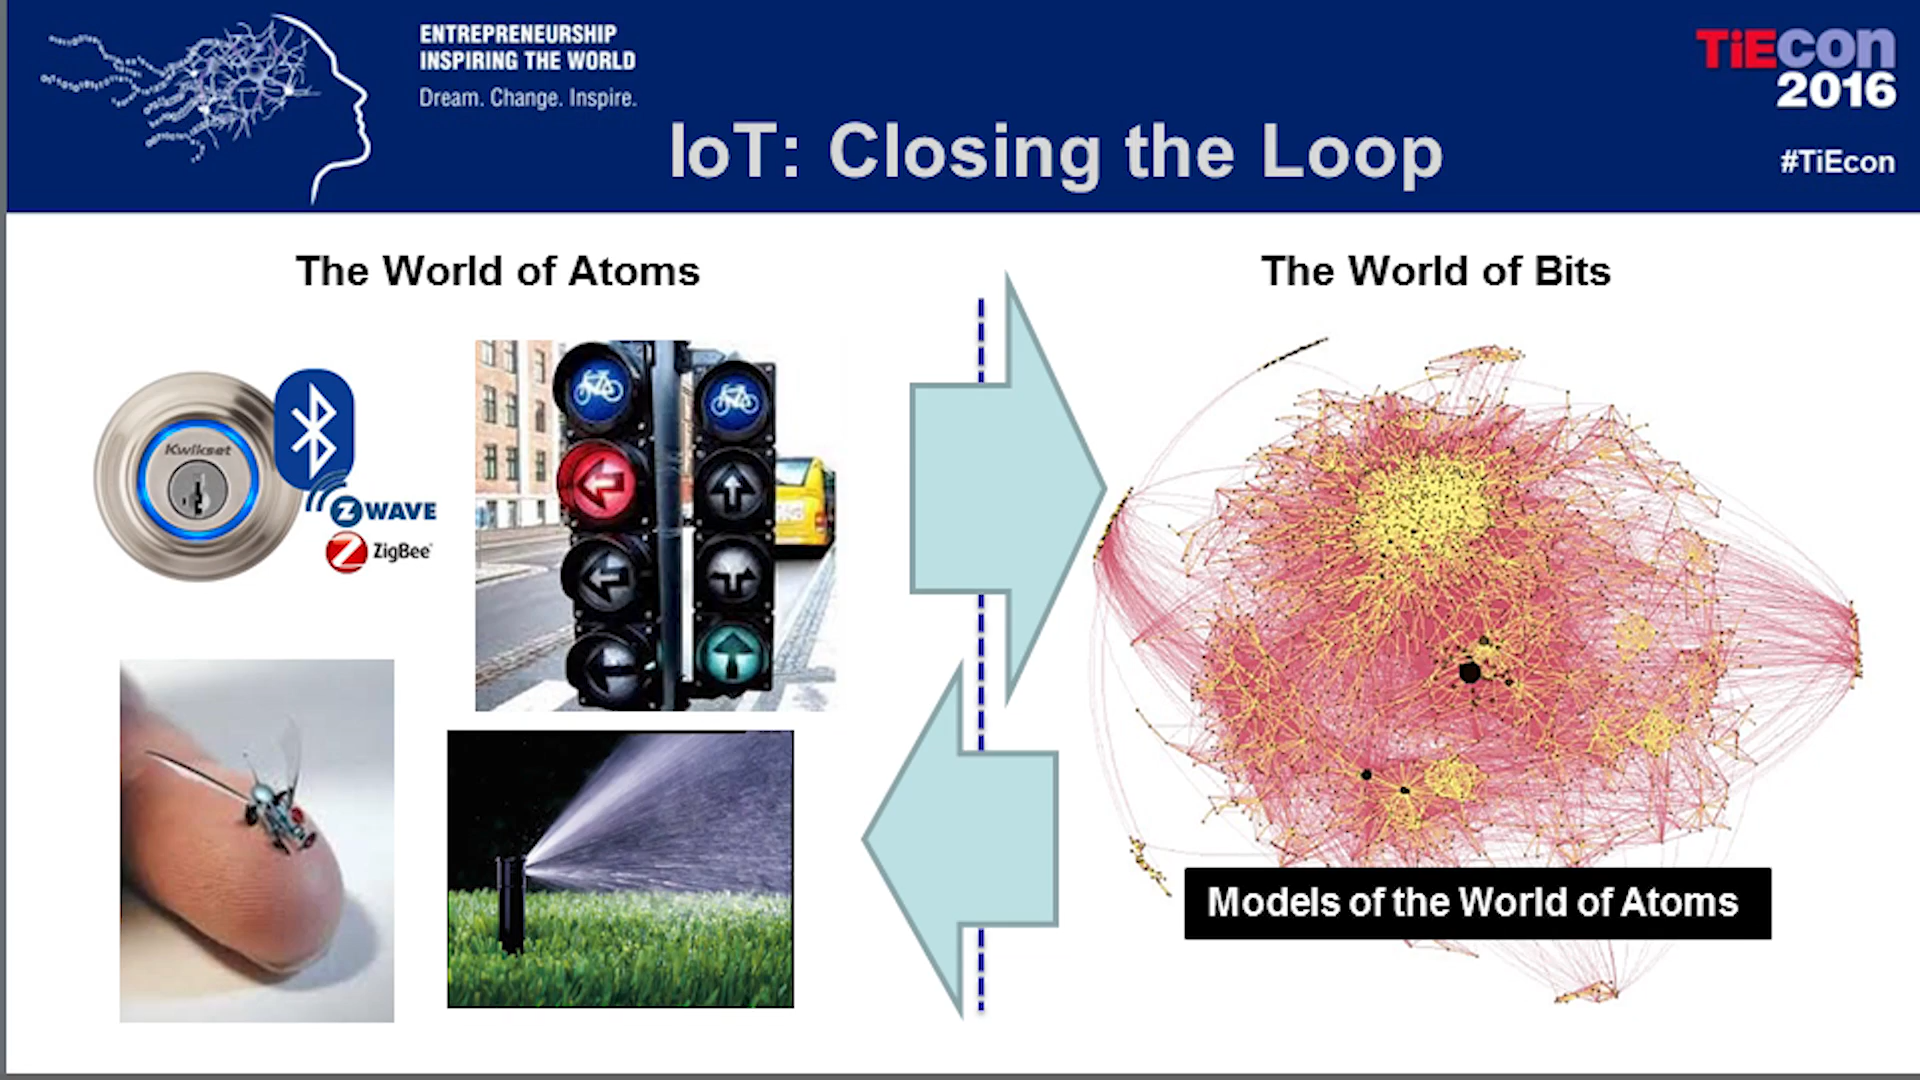 ENTREPRENEURSHIP
INSPIRING THE WORLD
Dream. Change. Inspire.
TiEcon
2016
#TiEcon
IoT: Closing the Loop
The World of Atoms
The World of Bits
Kwikset
Z WAVE
Z ZigBee
Models of the World of Atoms